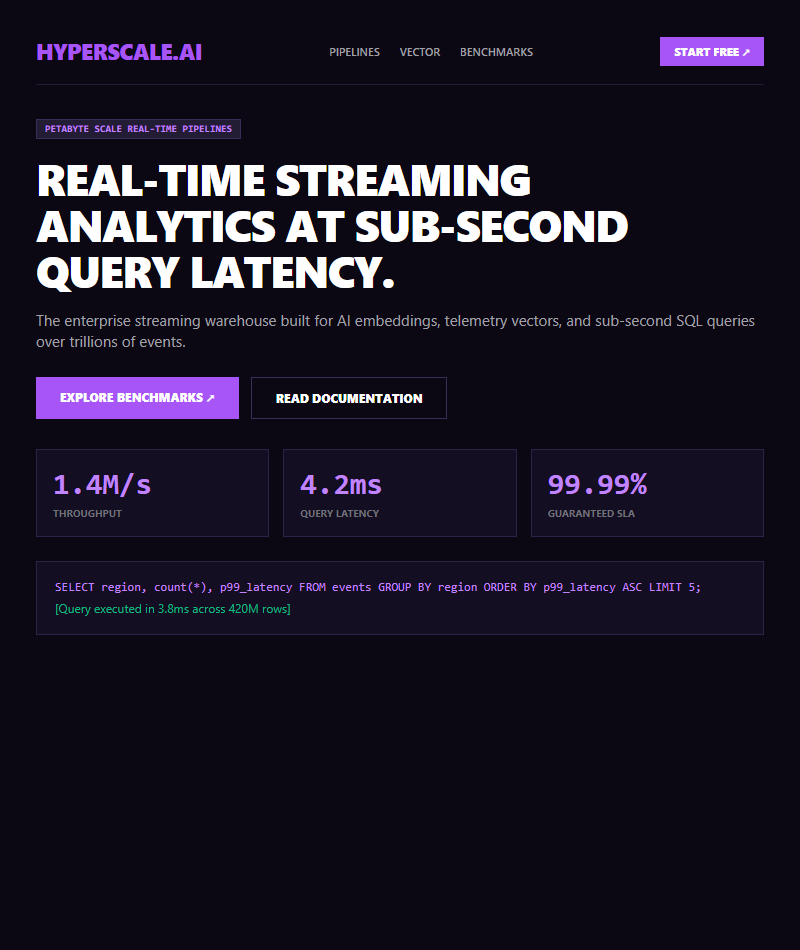 HYPERSCALE.AI
PIPELINES VECTOR BENCHMARKS
START FREE ↗
PETABYTE SCALE REAL-TIME PIPELINES
REAL-TIME STREAMING
ANALYTICS AT SUB-SECOND
QUERY LATENCY.
The enterprise streaming warehouse built for AI embeddings, telemetry vectors, and sub-second SQL queries
over trillions of events.
EXPLORE BENCHMARKS ↗
READ DOCUMENTATION
1.4M/s
THROUGHPUT
4.2ms
QUERY LATENCY
99.99%
GUARANTEED SLA
SELECT region, count(*), p99_latency FROM events GROUP BY region ORDER BY p99_latency ASC LIMIT 5;
[Query executed in 3.8ms across 420M rows]